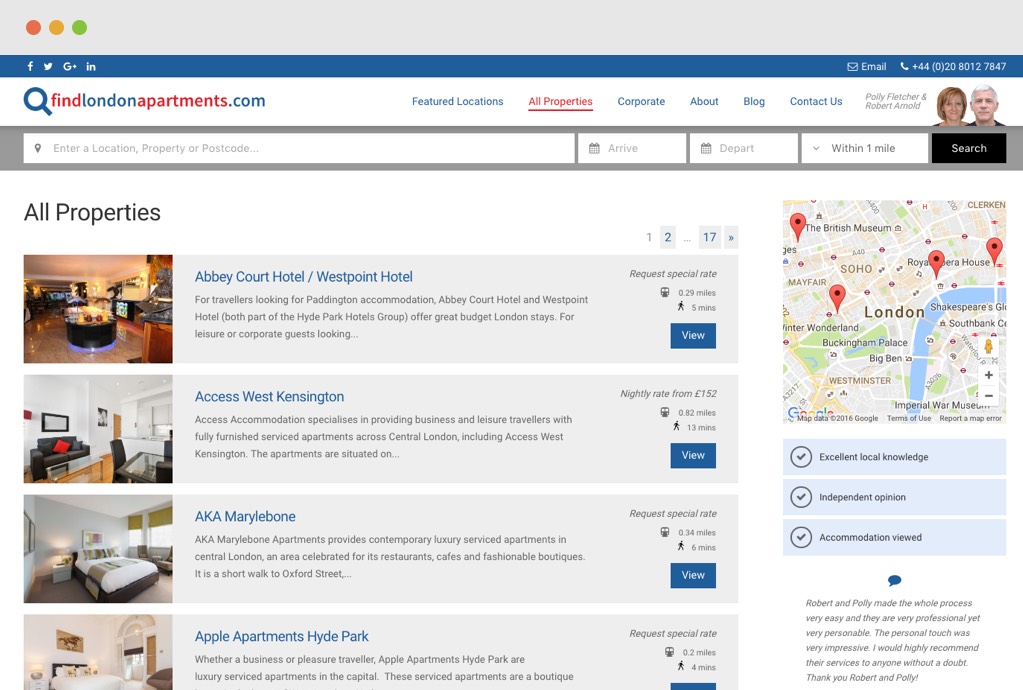 Email
+44 (0)20 8012 7847
findlondonapartments.com
Featured Locations
All Properties
Corporate
About
Blog
Contact Us
Polly Fletcher &
Robert Arnold
Enter a Location, Property or Postcode...
Arrive
Depart
Within 1 mile
Search
All Properties
1 2 ... 17 »
Abbey Court Hotel / Westpoint Hotel
For travellers looking for Paddington accommodation, Abbey Court Hotel and Westpoint
Hotel (both part of the Hyde Park Hotels Group) offer great budget London stays. For
leisure or corporate guests looking...
Request special rate
0.29 miles
5 mins
View
Access West Kensington
Access Accommodation specialises in providing business and leisure travellers with
fully furnished serviced apartments across Central London, including Access West
Kensington. The apartments are situated on...
Nightly rate from £152
0.82 miles
13 mins
View
AKA Marylebone
AKA Marylebone Apartments provides contemporary luxury serviced apartments in
central London, an area celebrated for its restaurants, cafes and fashionable boutiques.
It is a short walk to Oxford Street,...
Request special rate
0.34 miles
6 mins
View
Apple Apartments Hyde Park
Whether a business or pleasure traveller, Apple Apartments Hyde Park are
luxury serviced apartments in the capital. These serviced apartments are a boutique
Request special rate
0.2 miles
4 mins
CLERKEN
The British Museum
ges
A40
SOHO
Roya
era House
MAYFAIR
London
Shakespeare's Gl
inter Wonderland
Southbank Ce
Buckingham Palace
Big Ben
Waterloo
WESTMINSTER
Imperial War Museum
Google
Map data ©2016 Google
Terms of Use
Report a map error
Excellent local knowledge
Independent opinion
Accommodation viewed
Robert and Polly made the whole process
very easy and they are very professional yet
very personable. The personal touch was
very impressive. I would highly recommend
their services to anyone without a doubt.
Thank you Robert and Polly!